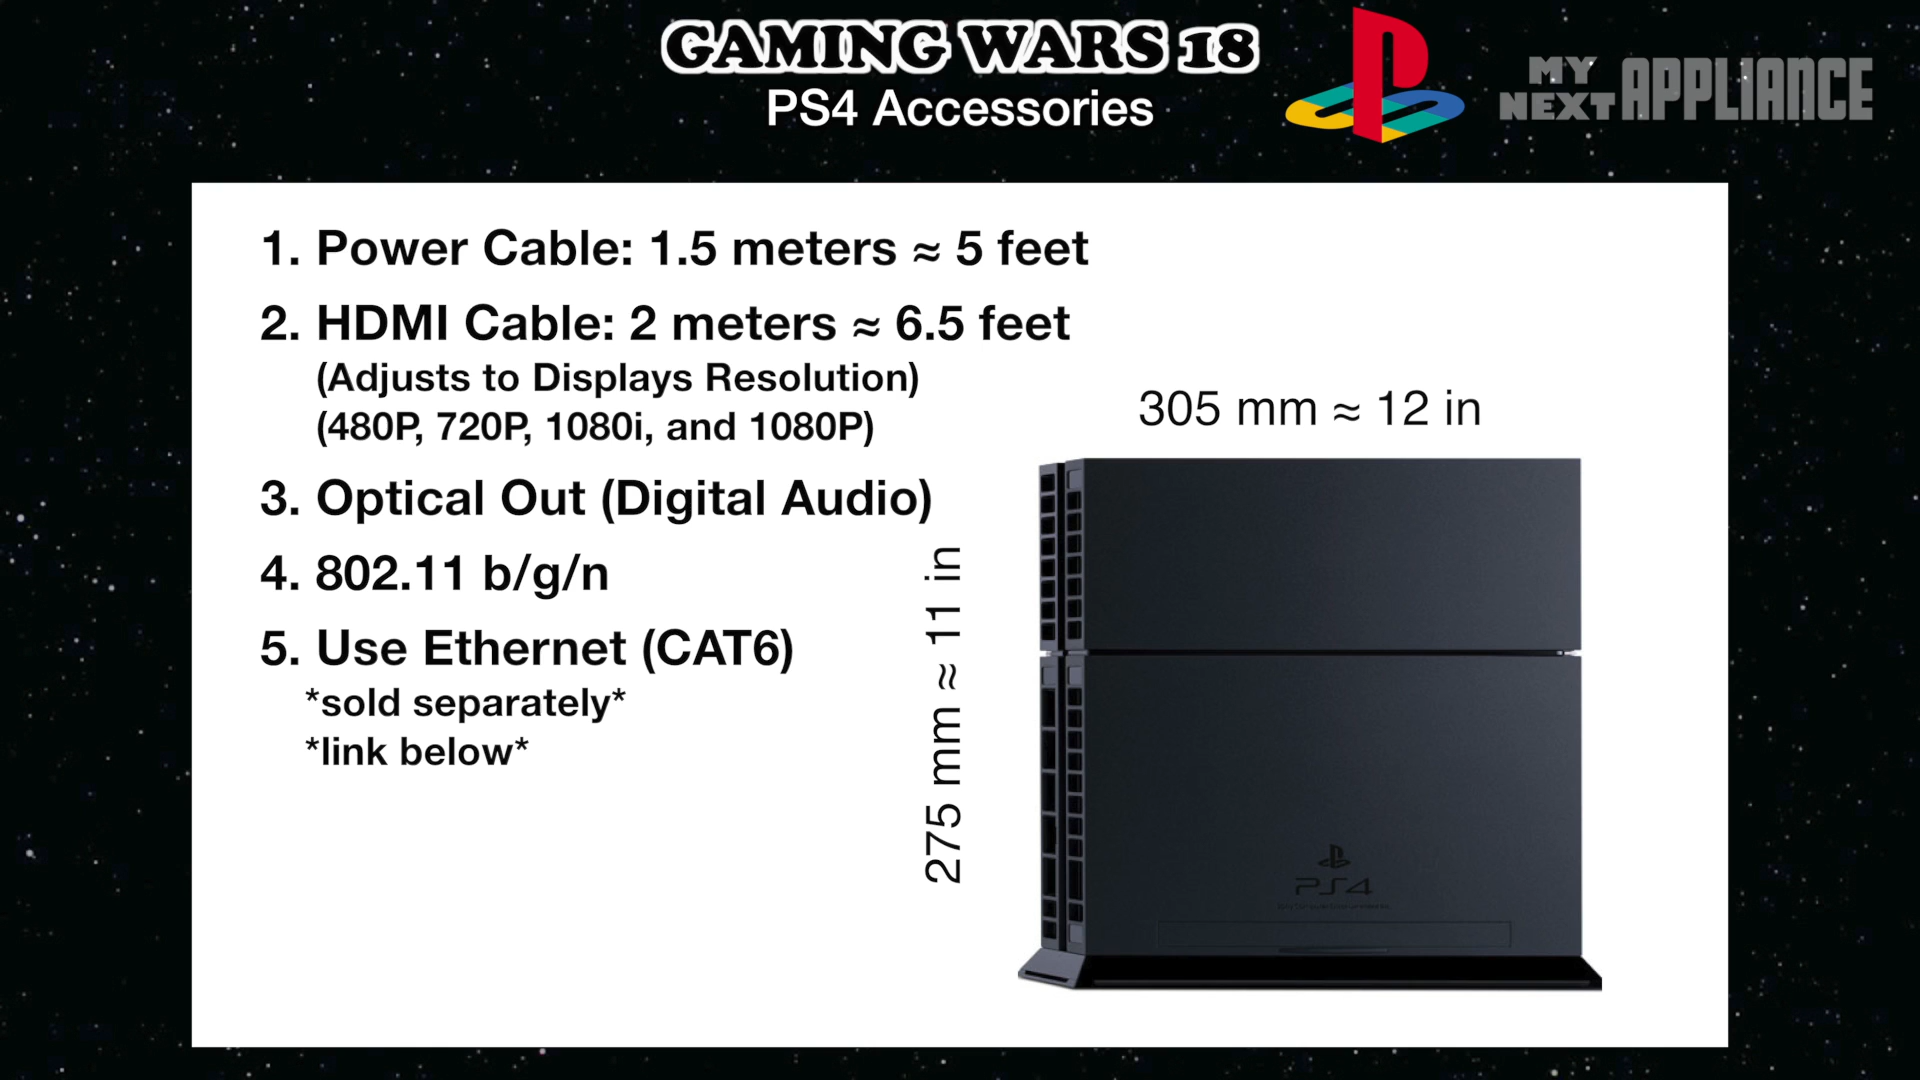 GAMING WARS 18
PS4 Accessories
MY NEXT APPLIANCE
1. Power Cable: 1.5 meters ≈ 5 feet
2. HDMI Cable: 2 meters ≈ 6.5 feet
(Adjusts to Displays Resolution)
(480P, 720P, 1080i, and 1080P)
3. Optical Out (Digital Audio)
4. 802.11 b/g/n
5. Use Ethernet (CAT6)
*sold separately*
*link below*
305 mm ≈ 12 in
275 mm ≈ 11 in
PS4